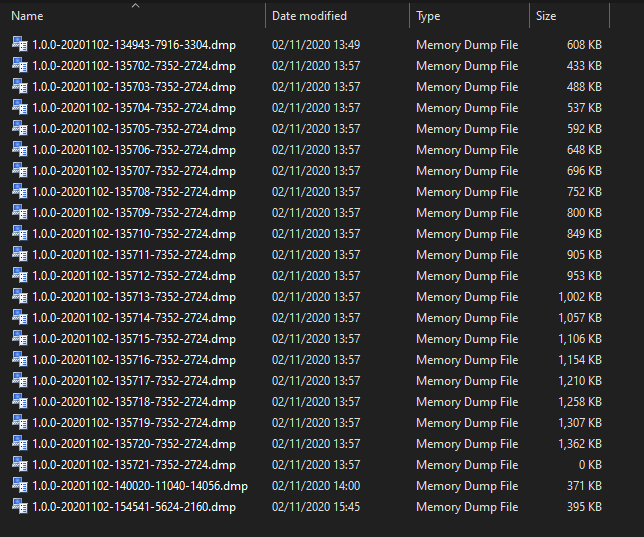 Name Date modified Type Size
1.0.0-20201102-134943-7916-3304.dmp 02/11/2020 13:49 Memory Dump File 608 KB
1.0.0-20201102-135702-7352-2724.dmp 02/11/2020 13:57 Memory Dump File 433 KB
1.0.0-20201102-135703-7352-2724.dmp 02/11/2020 13:57 Memory Dump File 488 KB
1.0.0-20201102-135704-7352-2724.dmp 02/11/2020 13:57 Memory Dump File 537 KB
1.0.0-20201102-135705-7352-2724.dmp 02/11/2020 13:57 Memory Dump File 592 KB
1.0.0-20201102-135706-7352-2724.dmp 02/11/2020 13:57 Memory Dump File 648 KB
1.0.0-20201102-135707-7352-2724.dmp 02/11/2020 13:57 Memory Dump File 696 KB
1.0.0-20201102-135708-7352-2724.dmp 02/11/2020 13:57 Memory Dump File 752 KB
1.0.0-20201102-135709-7352-2724.dmp 02/11/2020 13:57 Memory Dump File 800 KB
1.0.0-20201102-135710-7352-2724.dmp 02/11/2020 13:57 Memory Dump File 849 KB
1.0.0-20201102-135711-7352-2724.dmp 02/11/2020 13:57 Memory Dump File 905 KB
1.0.0-20201102-135712-7352-2724.dmp 02/11/2020 13:57 Memory Dump File 953 KB
1.0.0-20201102-135713-7352-2724.dmp 02/11/2020 13:57 Memory Dump File 1,002 KB
1.0.0-20201102-135714-7352-2724.dmp 02/11/2020 13:57 Memory Dump File 1,057 KB
1.0.0-20201102-135715-7352-2724.dmp 02/11/2020 13:57 Memory Dump File 1,106 KB
1.0.0-20201102-135716-7352-2724.dmp 02/11/2020 13:57 Memory Dump File 1,154 KB
1.0.0-20201102-135717-7352-2724.dmp 02/11/2020 13:57 Memory Dump File 1,210 KB
1.0.0-20201102-135718-7352-2724.dmp 02/11/2020 13:57 Memory Dump File 1,258 KB
1.0.0-20201102-135719-7352-2724.dmp 02/11/2020 13:57 Memory Dump File 1,307 KB
1.0.0-20201102-135720-7352-2724.dmp 02/11/2020 13:57 Memory Dump File 1,362 KB
1.0.0-20201102-135721-7352-2724.dmp 02/11/2020 13:57 Memory Dump File 0 KB
1.0.0-20201102-140020-11040-14056.dmp 02/11/2020 14:00 Memory Dump File 371 KB
1.0.0-20201102-154541-5624-2160.dmp 02/11/2020 15:45 Memory Dump File 395 KB